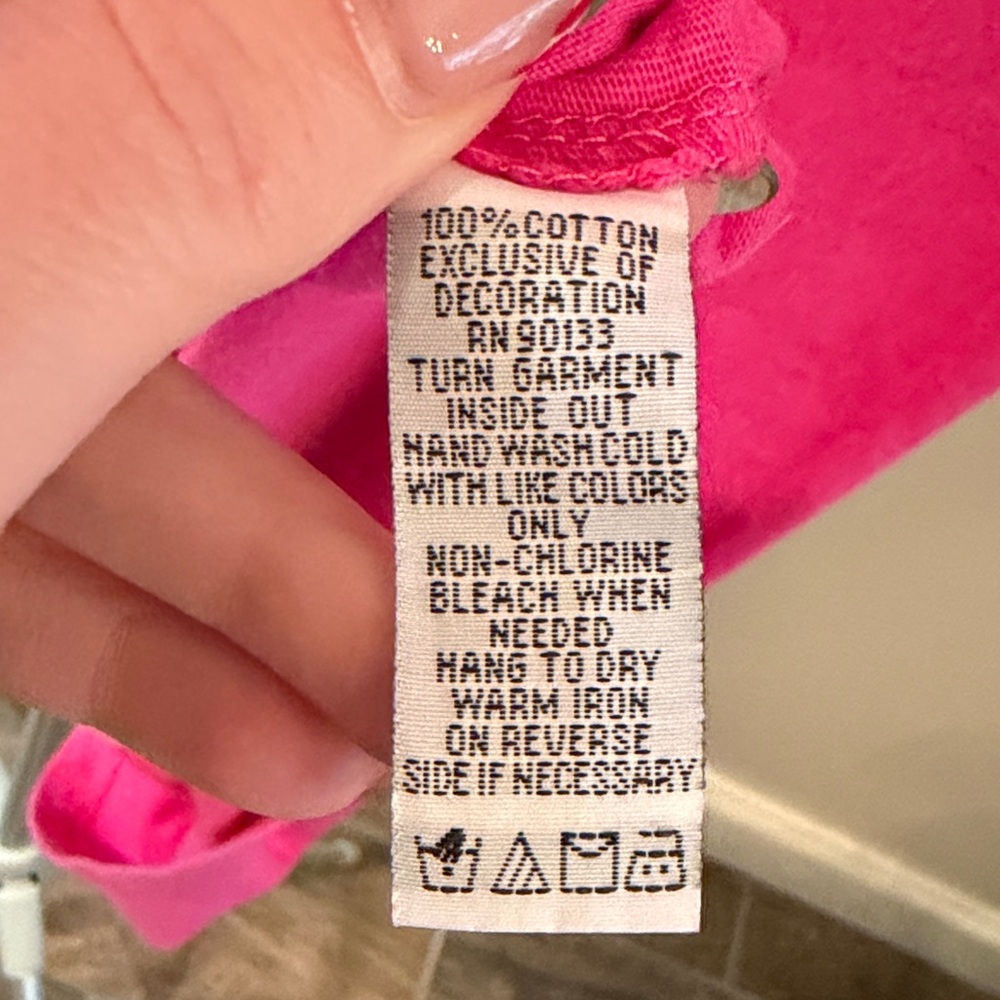 100% COTTON
EXCLUSIVE OF
DECORATION
RN 90133
TURN GARMENT
INSIDE OUT
HAND WASH COLD
WITH LIKE COLORS
ONLY
NON-CHLORINE
BLEACH WHEN
NEEDED
HANG TO DRY
WARM IRON
ON REVERSE
SIDE IF NECESSARY